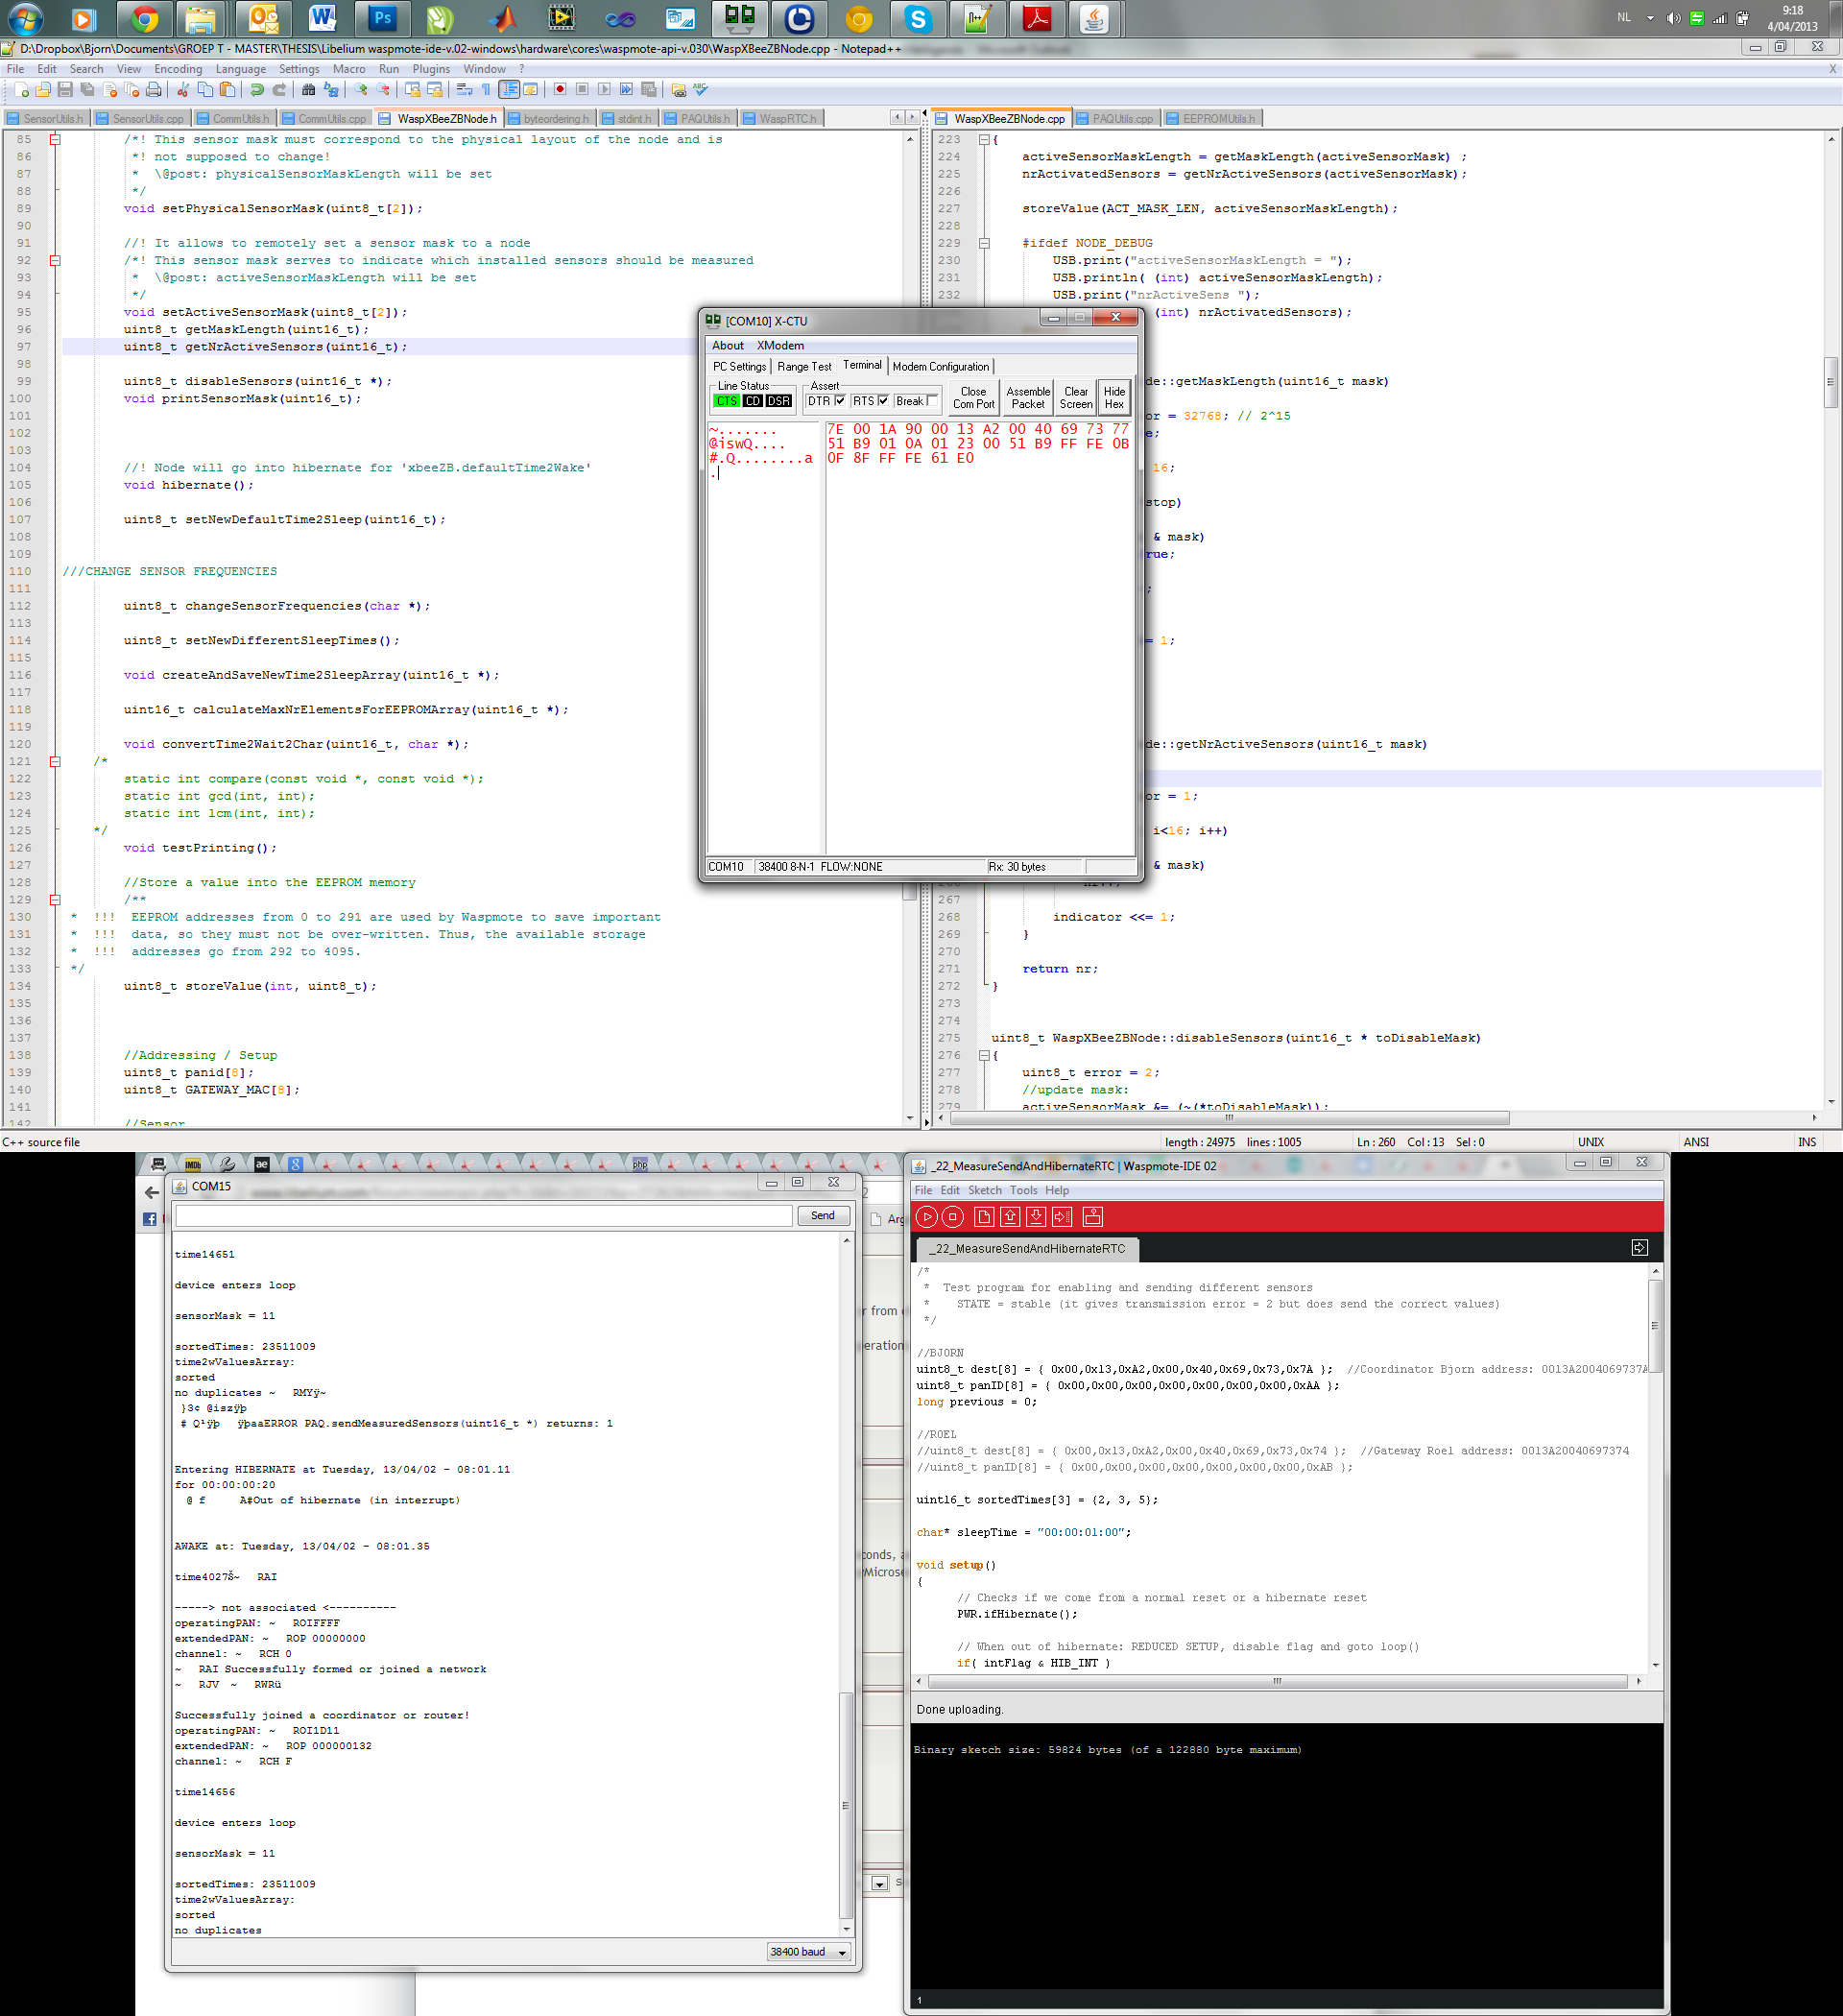 NL
9:18
4/04/2013
D:\Dropbox\Bjorn\Documents\GROEP T - MASTER\THESIS\Libelium waspmote-ide-v.02-windows\hardware\cores\waspmote-api-v.030\WaspXBeeZBNode.cpp - Notepad++
File Edit Search View Encoding Language Settings Macro Run Plugins Window ?
SensorUtils.h SensorUtils.cpp CommUtils.h CommUtils.cpp WaspXBeeZBNode.h byteordering.h stdint.h PAQUtils.h WaspRTC.h
85 /*! This sensor mask must correspond to the physical layout of the node and is
86 *! not supposed to change!
87 * \@post: physicalSensorMaskLength will be set
88 */
89 void setPhysicalSensorMask(uint8_t[2]);
90
91 //! It allows to remotely set a sensor mask to a node
92 /*! This sensor mask serves to indicate which installed sensors should be measured
93 * \@post: activeSensorMaskLength will be set
94 */
95 void setActiveSensorMask(uint8_t[2]);
96 uint8_t getMaskLength(uint16_t);
97 uint8_t getNrActiveSensors(uint16_t);
98
99 uint8_t disableSensors(uint16_t *);
100 void printSensorMask(uint16_t);
101
102
103
104 //! Node will go into hibernate for 'xbeeZB.defaultTime2Wake'
105 void hibernate();
106
107 uint8_t setNewDefaultTime2Sleep(uint16_t);
108
109
110 ///CHANGE SENSOR FREQUENCIES
111
112 uint8_t changeSensorFrequencies(char *);
113
114 uint8_t setNewDifferentSleepTimes();
115
116 void createAndSaveNewTime2SleepArray(uint16_t *);
117
118 uint16_t calculateMaxNrElementsForEEPROMArray(uint16_t *);
119
120 void convertTime2Wait2Char(uint16_t, char *);
121 /*
122 static int compare(const void *, const void *);
123 static int gcd(int, int);
124 static int lcm(int, int);
125 */
126 void testPrinting();
127
128 //Store a value into the EEPROM memory
129 /**
130 * !!! EEPROM addresses from 0 to 291 are used by Waspmote to save important
131 * !!! data, so they must not be over-written. Thus, the available storage
132 * !!! addresses go from 292 to 4095.
133 */
134 uint8_t storeValue(int, uint8_t);
135
136
137
138 //Addressing / Setup
139 uint8_t panid[8];
140 uint8_t GATEWAY_MAC[8];
141
142 //Sensor
WaspXBeeZBNode.cpp PAQUtils.cpp EEPROMUtils.h
223 {
224 activeSensorMaskLength = getMaskLength(activeSensorMask) ;
225 nrActivatedSensors = getNrActiveSensors(activeSensorMask);
226
227 storeValue(ACT_MASK_LEN, activeSensorMaskLength);
228
229 #ifdef NODE_DEBUG
230 USB.print("activeSensorMaskLength = ");
231 USB.println( (int) activeSensorMaskLength);
232 USB.print("nrActiveSens ");
(int) nrActivatedSensors);
de::getMaskLength(uint16_t mask)
or = 32768; // 2^15
e;
16;
stop)
& mask)
rue;
;
= 1;
de::getNrActiveSensors(uint16_t mask)
or = 1;
i<16; i++)
& mask)
267
268 indicator <<= 1;
269 }
270
271 return nr;
272 }
273
274
275 uint8_t WaspXBeeZBNode::disableSensors(uint16_t * toDisableMask)
276 {
277 uint8_t error = 2;
278 //update mask:
279 activeSensorMask &= (~(*toDisableMask));
[COM10] X-CTU
About XModem
PC Settings Range Test Terminal Modem Configuration
Line Status Assert
CTS CD DSR DTR RTS Break
Close Com Port
Assemble Packet
Clear Screen
Hide Hex
~.......
@iswQ....
#.Q........a
.
7E 00 1A 90 00 13 A2 00 40 69 73 77
51 B9 01 0A 01 23 00 51 B9 FF FE 0B
0F 8F FF FE 61 E0
COM10 38400 8-N-1 FLOW:NONE Rx: 30 bytes
C++ source file length : 24975 lines : 1005 Ln : 260 Col : 13 Sel : 0 UNIX ANSI INS
COM15
Send
time14651
device enters loop
sensorMask = 11
sortedTimes: 23511009
time2wValuesArray:
sorted
no duplicates ~ RMYÿ~
}3¢ @iszÿþ
# Q¹ÿþ ÿþaaERROR PAQ.sendMeasuredSensors(uint16_t *) returns: 1
Entering HIBERNATE at Tuesday, 13/04/02 - 08:01.11
for 00:00:00:20
@ f A#Out of hibernate (in interrupt)
AWAKE at: Tuesday, 13/04/02 - 08:01.35
time4027Š~ RAI
-----> not associated <----------
operatingPAN: ~ ROIFFFF
extendedPAN: ~ ROP 00000000
channel: ~ RCH 0
~ RAI Successfully formed or joined a network
~ RJV ~ RWRü
Successfully joined a coordinator or router!
operatingPAN: ~ ROI1D11
extendedPAN: ~ ROP 000000132
channel: ~ RCH F
time14656
device enters loop
sensorMask = 11
sortedTimes: 23511009
time2wValuesArray:
sorted
no duplicates
38400 baud
_22_MeasureSendAndHibernateRTC | Waspmote-IDE 02
File Edit Sketch Tools Help
_22_MeasureSendAndHibernateRTC
/*
* Test program for enabling and sending different sensors
* STATE = stable (it gives transmission error = 2 but does send the correct values)
*/
//BJORN
uint8_t dest[8] = { 0x00,0x13,0xA2,0x00,0x40,0x69,0x73,0x7A }; //Coordinator Bjorn address: 0013A2004069737A
uint8_t panID[8] = { 0x00,0x00,0x00,0x00,0x00,0x00,0x00,0xAA };
long previous = 0;
//ROEL
//uint8_t dest[8] = { 0x00,0x13,0xA2,0x00,0x40,0x69,0x73,0x74 }; //Gateway Roel address: 0013A20040697374
//uint8_t panID[8] = { 0x00,0x00,0x00,0x00,0x00,0x00,0x00,0xAB };
uint16_t sortedTimes[3] = {2, 3, 5};
char* sleepTime = "00:00:01:00";
void setup()
{
// Checks if we come from a normal reset or a hibernate reset
PWR.ifHibernate();
// When out of hibernate: REDUCED SETUP, disable flag and goto loop()
if( intFlag & HIB_INT )
Done uploading.
Binary sketch size: 59824 bytes (of a 122880 byte maximum)
1